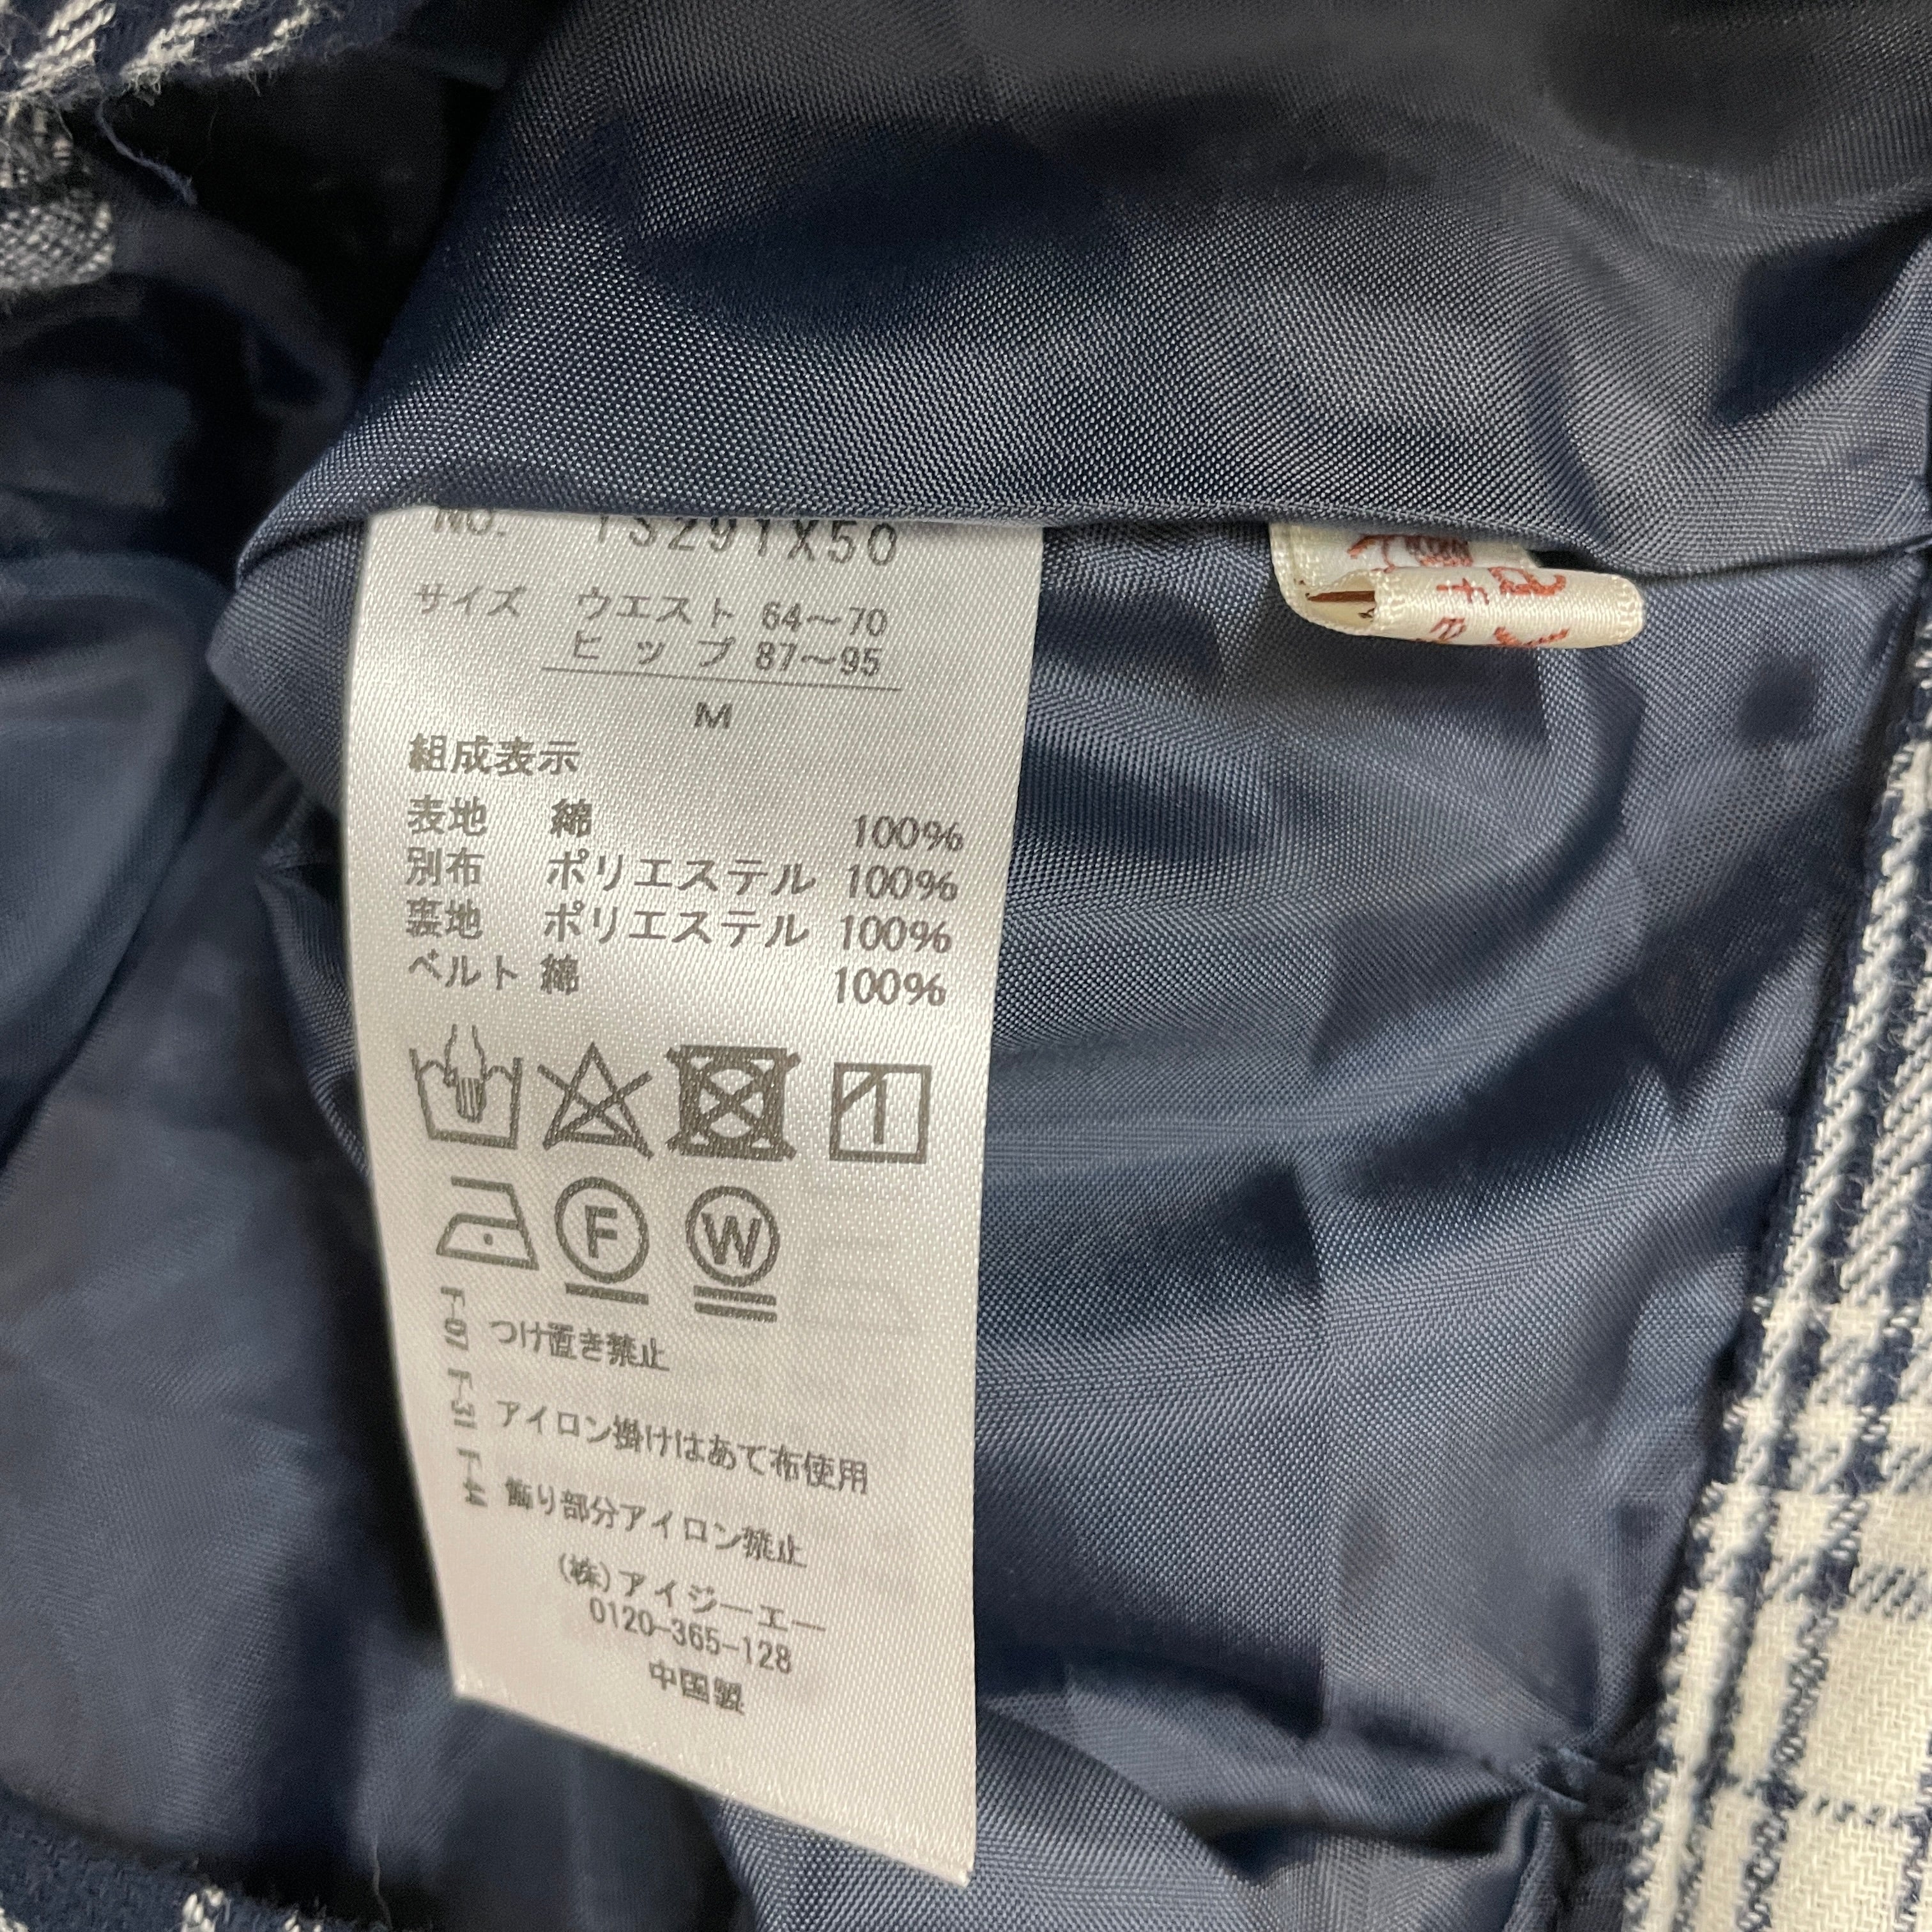 NO. TS291X50
サイズ ウエスト 64〜70
ヒップ 87〜95
M
組成表示
表地 綿 100%
別布 ポリエステル 100%
裏地 ポリエステル 100%
ベルト 綿 100%
F
W
F-07 F-31 F-44
つけ置き禁止
アイロン掛けはあて布使用
飾り部分アイロン禁止
(株)アイジーエー
0120-365-128
中国製